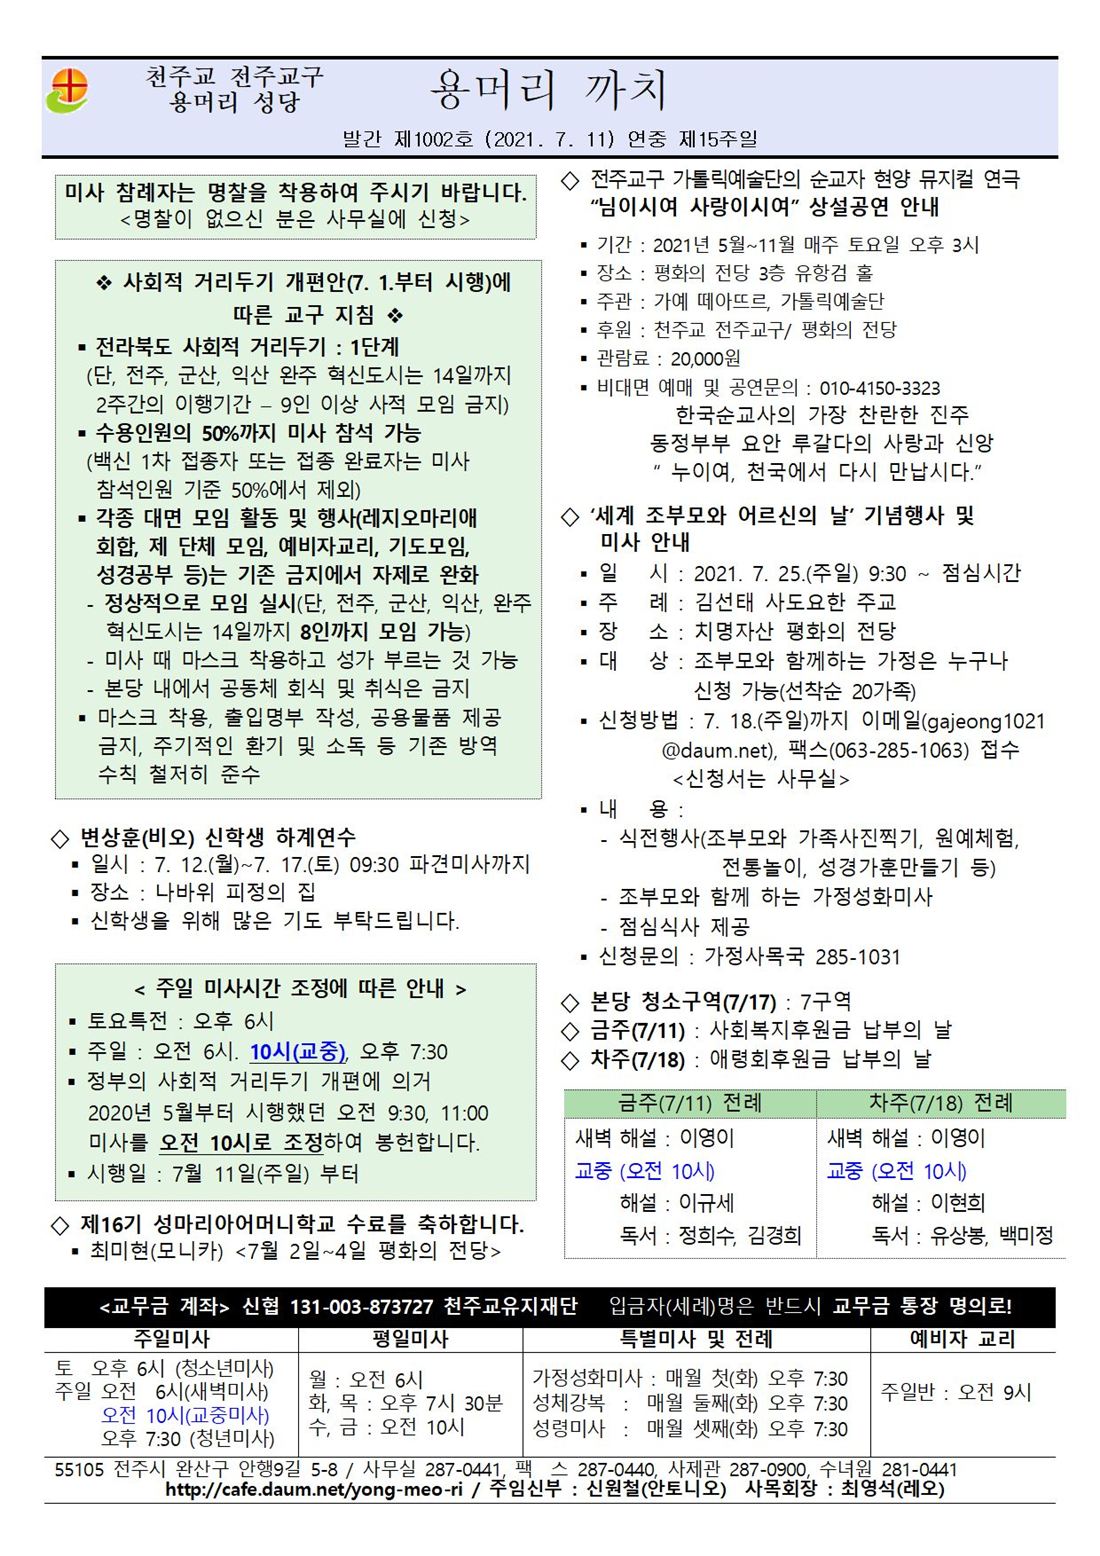 천주교 전주교구
용머리 성당
용머리 까치
발간 제1002호 (2021. 7. 11) 연중 제15주일
미사 참례자는 명찰을 착용하여 주시기 바랍니다.
<명찰이 없으신 분은 사무실에 신청>
❖ 사회적 거리두기 개편안(7. 1.부터 시행)에
따른 교구 지침 ❖
▪ 전라북도 사회적 거리두기 : 1단계
(단, 전주, 군산, 익산 완주 혁신도시는 14일까지
2주간의 이행기간 – 9인 이상 사적 모임 금지)
▪ 수용인원의 50%까지 미사 참석 가능
(백신 1차 접종자 또는 접종 완료자는 미사
참석인원 기준 50%에서 제외)
▪ 각종 대면 모임 활동 및 행사(레지오마리애
회합, 제 단체 모임, 예비자교리, 기도모임,
성경공부 등)는 기존 금지에서 자제로 완화
- 정상적으로 모임 실시(단, 전주, 군산, 익산, 완주
혁신도시는 14일까지 8인까지 모임 가능)
- 미사 때 마스크 착용하고 성가 부르는 것 가능
- 본당 내에서 공동체 회식 및 취식은 금지
▪ 마스크 착용, 출입명부 작성, 공용물품 제공
금지, 주기적인 환기 및 소독 등 기존 방역
수칙 철저히 준수
◇ 변상훈(비오) 신학생 하계연수
▪ 일시 : 7. 12.(월)~7. 17.(토) 09:30 파견미사까지
▪ 장소 : 나바위 피정의 집
▪ 신학생을 위해 많은 기도 부탁드립니다.
< 주일 미사시간 조정에 따른 안내 >
▪ 토요특전 : 오후 6시
▪ 주일 : 오전 6시. 10시(교중), 오후 7:30
▪ 정부의 사회적 거리두기 개편에 의거
2020년 5월부터 시행했던 오전 9:30, 11:00
미사를 오전 10시로 조정하여 봉헌합니다.
▪ 시행일 : 7월 11일(주일) 부터
◇ 제16기 성마리아어머니학교 수료를 축하합니다.
▪ 최미현(모니카) <7월 2일~4일 평화의 전당>
◇ 전주교구 가톨릭예술단의 순교자 현양 뮤지컬 연극
“님이시여 사랑이시여” 상설공연 안내
▪ 기간 : 2021년 5월~11월 매주 토요일 오후 3시
▪ 장소 : 평화의 전당 3층 유항검 홀
▪ 주관 : 가예 떼아뜨르, 가톨릭예술단
▪ 후원 : 천주교 전주교구/ 평화의 전당
▪ 관람료 : 20,000원
▪ 비대면 예매 및 공연문의 : 010-4150-3323
한국순교사의 가장 찬란한 진주
동정부부 요안 루갈다의 사랑과 신앙
“ 누이여, 천국에서 다시 만납시다.”
◇ ‘세계 조부모와 어르신의 날’ 기념행사 및
미사 안내
▪ 일 시 : 2021. 7. 25.(주일) 9:30 ~ 점심시간
▪ 주 례 : 김선태 사도요한 주교
▪ 장 소 : 치명자산 평화의 전당
▪ 대 상 : 조부모와 함께하는 가정은 누구나
신청 가능(선착순 20가족)
▪ 신청방법 : 7. 18.(주일)까지 이메일(gajeong1021
@daum.net), 팩스(063-285-1063) 접수
<신청서는 사무실>
▪ 내 용 :
- 식전행사(조부모와 가족사진찍기, 원예체험,
전통놀이, 성경가훈만들기 등)
- 조부모와 함께 하는 가정성화미사
- 점심식사 제공
▪ 신청문의 : 가정사목국 285-1031
◇ 본당 청소구역(7/17) : 7구역
◇ 금주(7/11) : 사회복지후원금 납부의 날
◇ 차주(7/18) : 애령회후원금 납부의 날
금주(7/11) 전례 차주(7/18) 전례
새벽 해설 : 이영이 새벽 해설 : 이영이
교중 (오전 10시) 교중 (오전 10시)
해설 : 이규세 해설 : 이현희
독서 : 정희수, 김경희 독서 : 유상봉, 백미정
<교무금 계좌> 신협 131-003-873727 천주교유지재단 입금자(세례)명은 반드시 교무금 통장 명의로!
주일미사 평일미사 특별미사 및 전례 예비자 교리
토 오후 6시 (청소년미사)
주일 오전 6시(새벽미사)
오전 10시(교중미사)
오후 7:30 (청년미사)
월 : 오전 6시
화, 목 : 오후 7시 30분
수, 금 : 오전 10시
가정성화미사 : 매월 첫(화) 오후 7:30
성체강복 : 매월 둘째(화) 오후 7:30
성령미사 : 매월 셋째(화) 오후 7:30
주일반 : 오전 9시
55105 전주시 완산구 안행9길 5-8 / 사무실 287-0441, 팩 스 287-0440, 사제관 287-0900, 수녀원 281-0441
http://cafe.daum.net/yong-meo-ri / 주임신부 : 신원철(안토니오) 사목회장 : 최영석(레오)